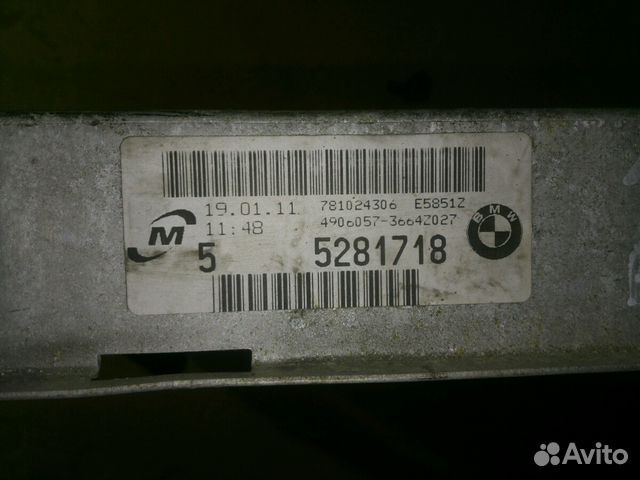 19.01.11 781024306 E5851Z
11:48 4906057-3664Z027
M
BMW
5 5281718
Avito